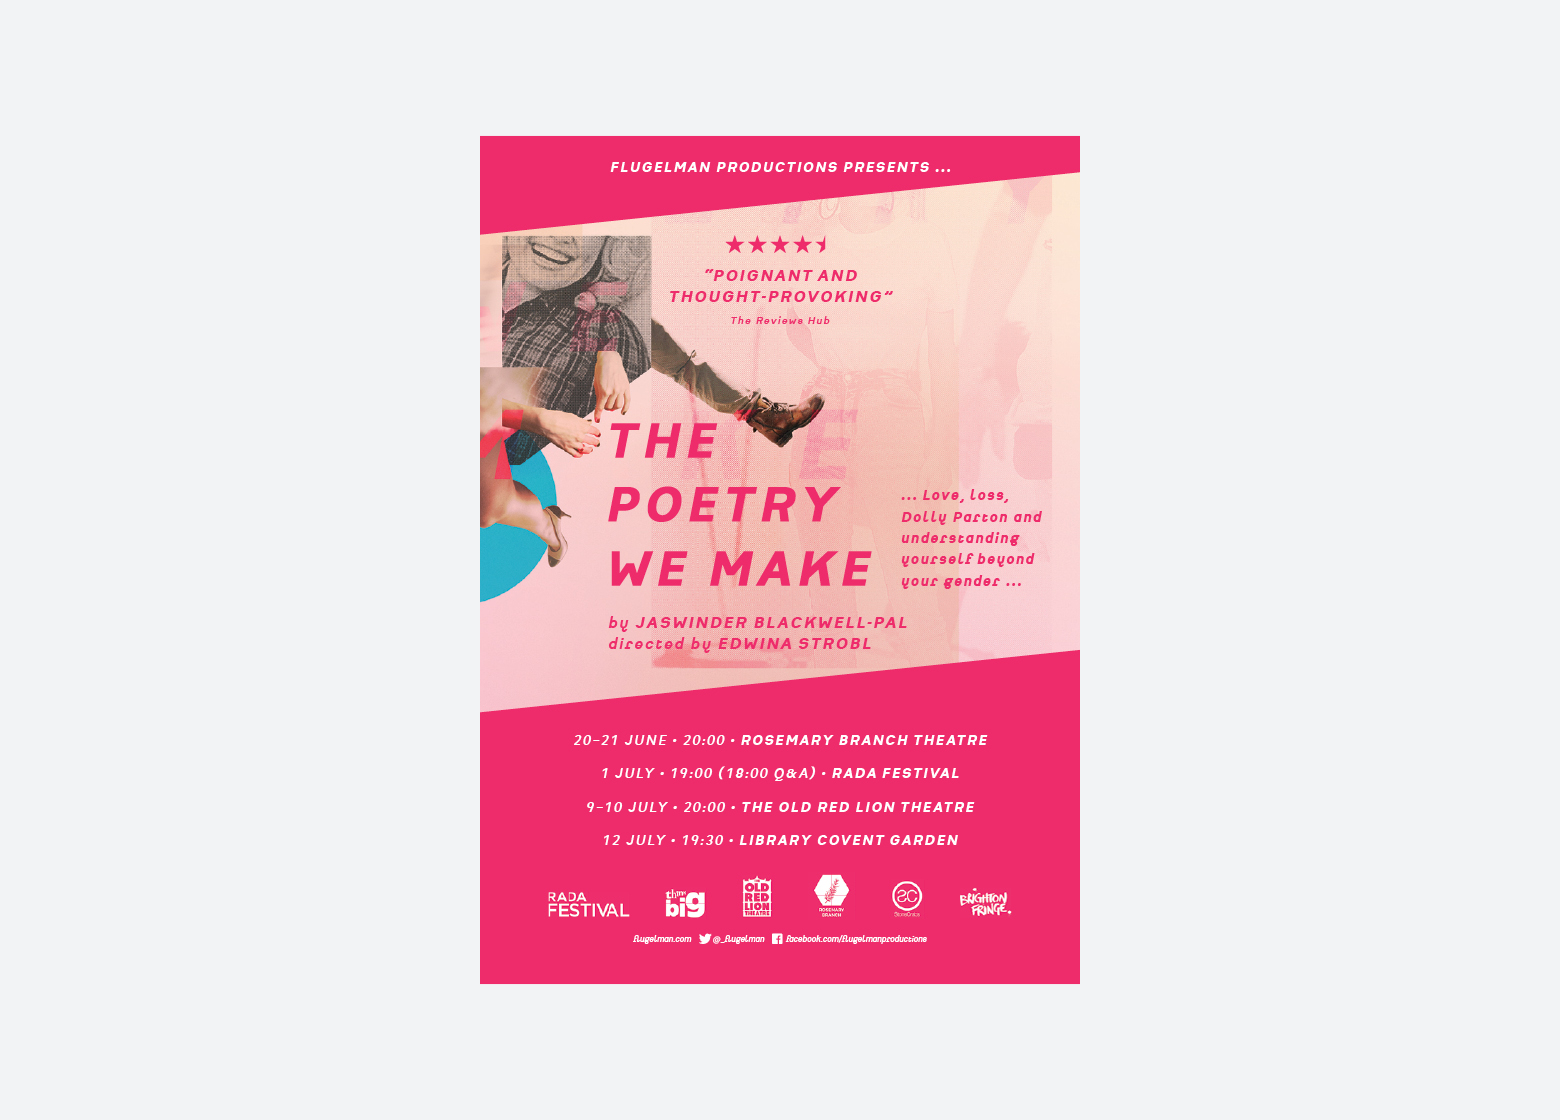 FLUGELMAN PRODUCTIONS PRESENTS ...
"POIGNANT AND
THOUGHT-PROVOKING"
The Reviews Hub
THE
POETRY
WE MAKE
... Love, loss,
Dolly Parton and
understanding
yourself beyond
your gender ...
by JASWINDER BLACKWELL-PAL
directed by EDWINA STROBL
20–21 JUNE • 20:00 • ROSEMARY BRANCH THEATRE
1 JULY • 19:00 (18:00 Q&A) • RADA FESTIVAL
9–10 JULY • 20:00 • THE OLD RED LION THEATRE
12 JULY • 19:30 • LIBRARY COVENT GARDEN
RADA
FESTIVAL
big
OLD
RED
LION
THEATRE
ROSEMARY
BRANCH
SC
BRIGHTON
FRINGE
flugelman.com @_flugelman facebook.com/flugelmanproductions